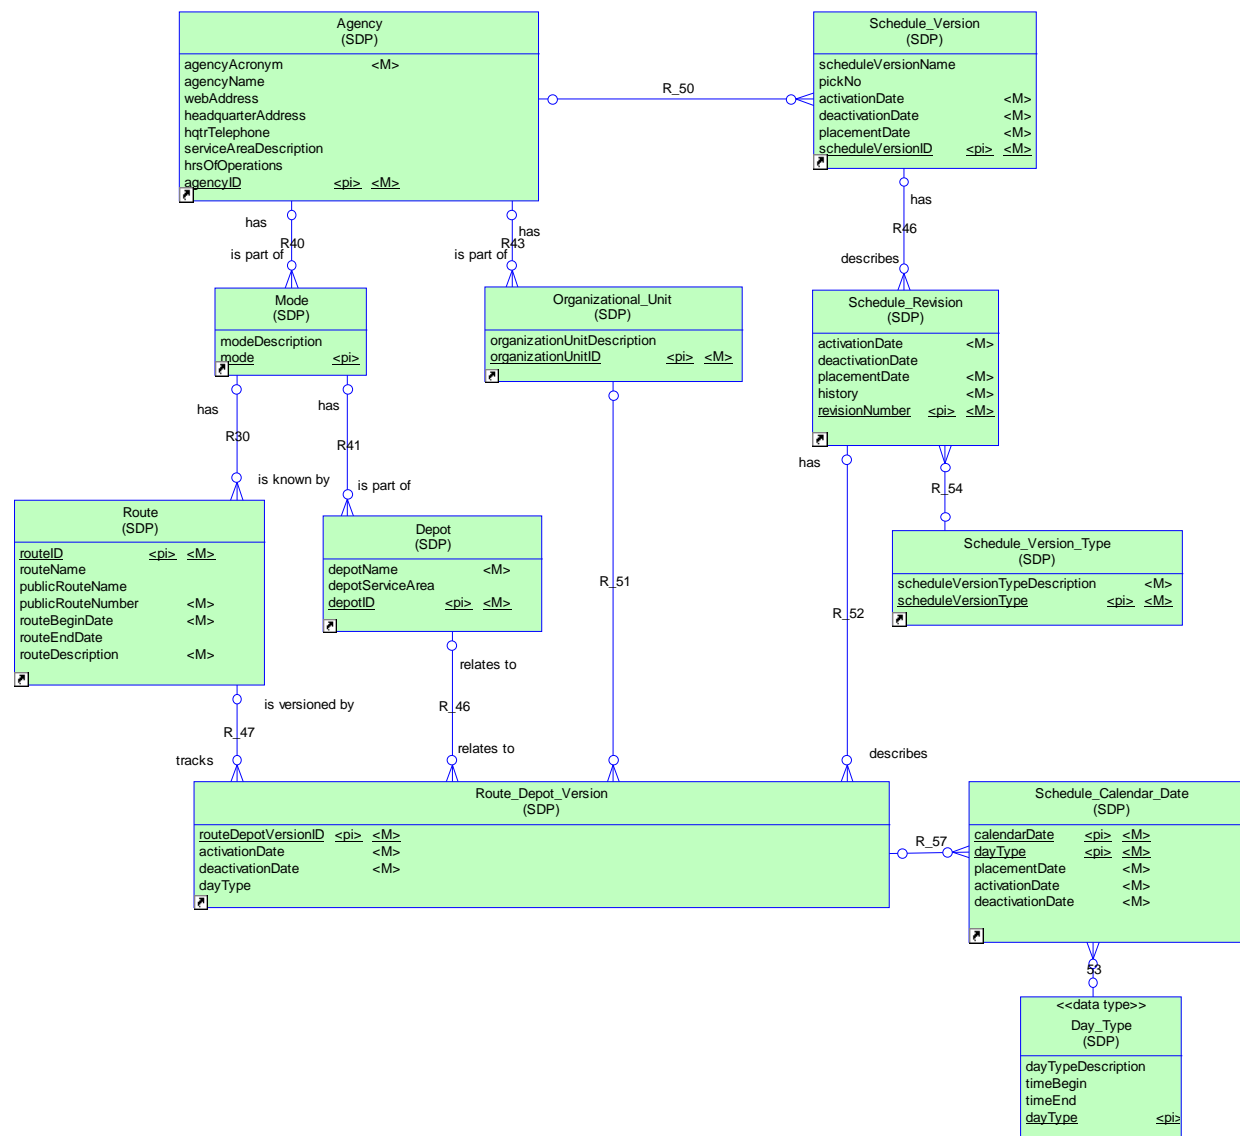 Agency
(SDP)
agencyAcronym <M>
agencyName
webAddress
headquarterAddress
hqtrTelephone
serviceAreaDescription
hrsOfOperations
agencyID <pi> <M>
R_50
Schedule_Version
(SDP)
scheduleVersionName
pickNo
activationDate <M>
deactivationDate <M>
placementDate <M>
scheduleVersionID <pi> <M>
has
R40
is part of
has
R43
is part of
has
R46
describes
Mode
(SDP)
modeDescription
mode <pi>
Organizational_Unit
(SDP)
organizationUnitDescription
organizationUnitID <pi> <M>
Schedule_Revision
(SDP)
activationDate <M>
deactivationDate
placementDate <M>
history <M>
revisionNumber <pi> <M>
has
R30
is known by
has
R41
is part of
has
R_54
Route
(SDP)
routeID <pi> <M>
routeName
publicRouteName
publicRouteNumber <M>
routeBeginDate <M>
routeEndDate
routeDescription <M>
Depot
(SDP)
depotName <M>
depotServiceArea
depotID <pi> <M>
Schedule_Version_Type
(SDP)
scheduleVersionTypeDescription <M>
scheduleVersionType <pi> <M>
R_51
R_52
is versioned by
R_47
tracks
relates to
R_46
relates to
describes
Route_Depot_Version
(SDP)
routeDepotVersionID <pi> <M>
activationDate <M>
deactivationDate <M>
dayType
R_57
Schedule_Calendar_Date
(SDP)
calendarDate <pi> <M>
dayType <pi> <M>
placementDate <M>
activationDate <M>
deactivationDate <M>
53
<<data type>>
Day_Type
(SDP)
dayTypeDescription
timeBegin
timeEnd
dayType <pi>